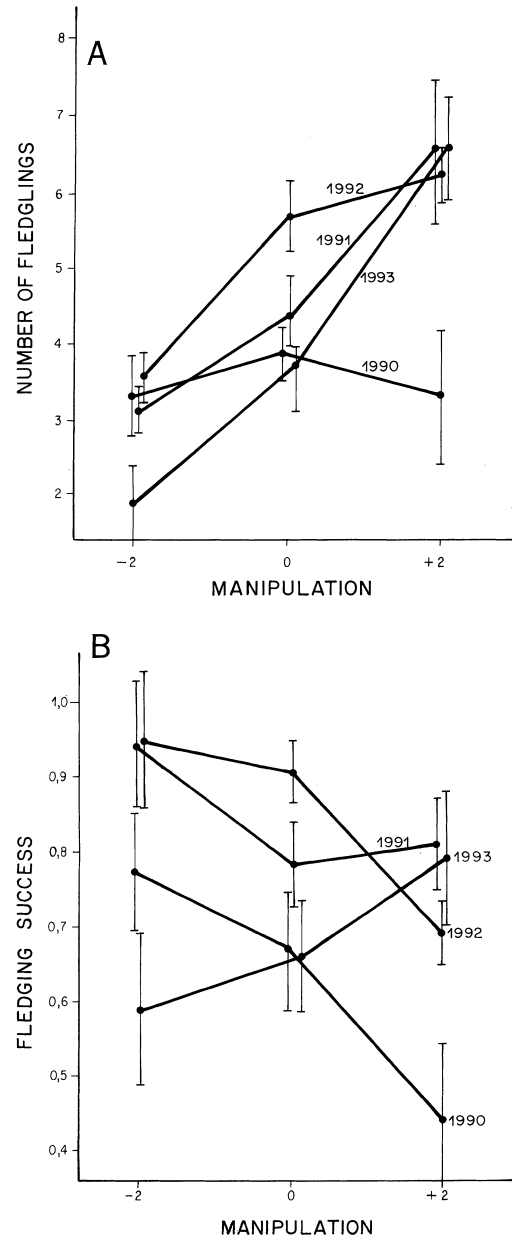 A
8
7
6
5
4
3
2
NUMBER OF FLEDGLINGS
1992
1991
1993
1990
−2 0 +2
MANIPULATION
B
1,0
0,9
0,8
0,7
0,6
0,5
0,4
FLEDGING SUCCESS
1991
1993
1992
1990
−2 0 +2
MANIPULATION